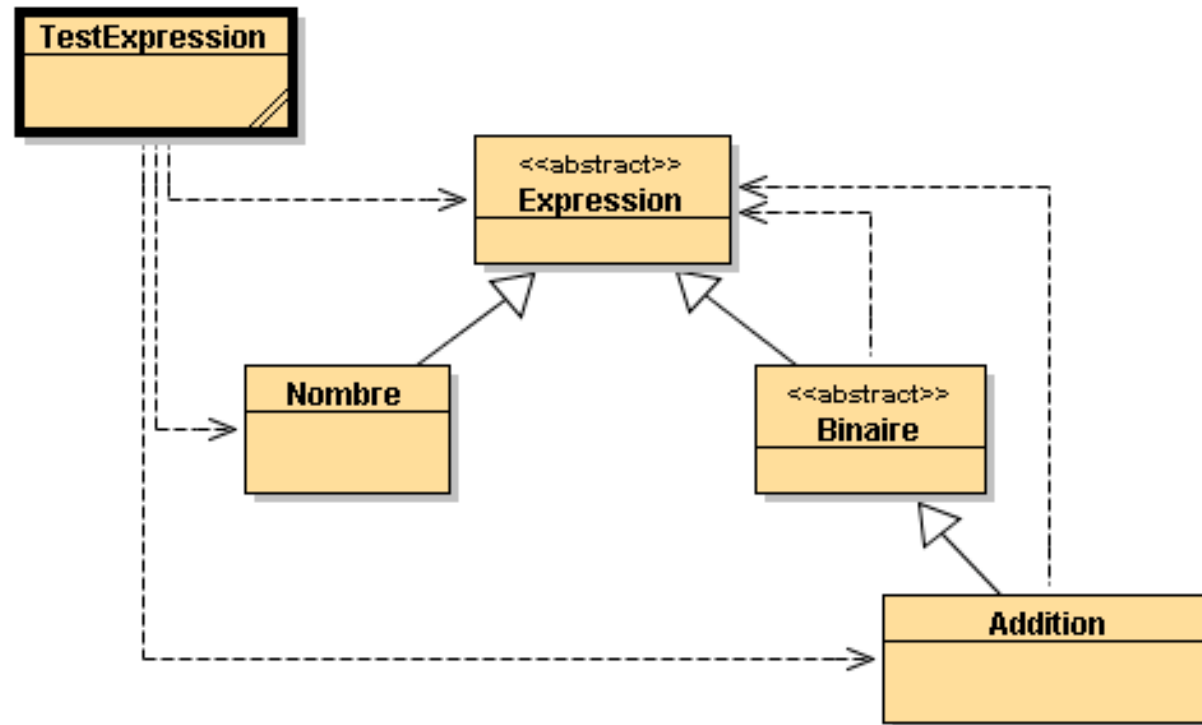 TestExpression
<<abstract>>
Expression
Nombre
<<abstract>>
Binaire
Addition